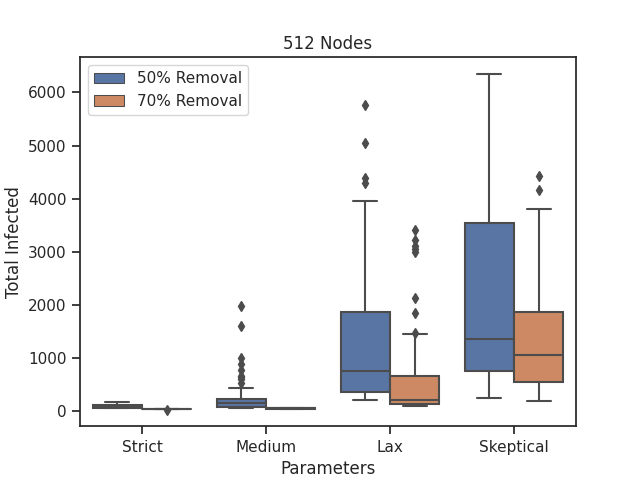 512 Nodes
50% Removal
70% Removal
6000
5000
4000
3000
2000
1000
0
Total Infected
Strict
Medium
Lax
Skeptical
Parameters